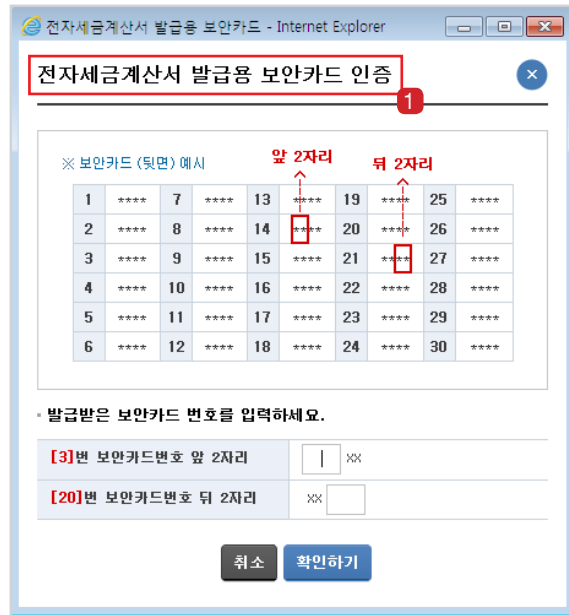 전자세금계산서 발급용 보안카드 - Internet Explorer
전자세금계산서 발급용 보안카드 인증
1
※ 보안카드 (뒷면) 예시 앞 2자리 뒤 2자리
1 **** 7 **** 13 **** 19 **** 25 ****
2 **** 8 **** 14 **** 20 **** 26 ****
3 **** 9 **** 15 **** 21 **** 27 ****
4 **** 10 **** 16 **** 22 **** 28 ****
5 **** 11 **** 17 **** 23 **** 29 ****
6 **** 12 **** 18 **** 24 **** 30 ****
발급받은 보안카드 번호를 입력하세요.
[3]번 보안카드번호 앞 2자리 xx
[20]번 보안카드번호 뒤 2자리 xx
취소 확인하기